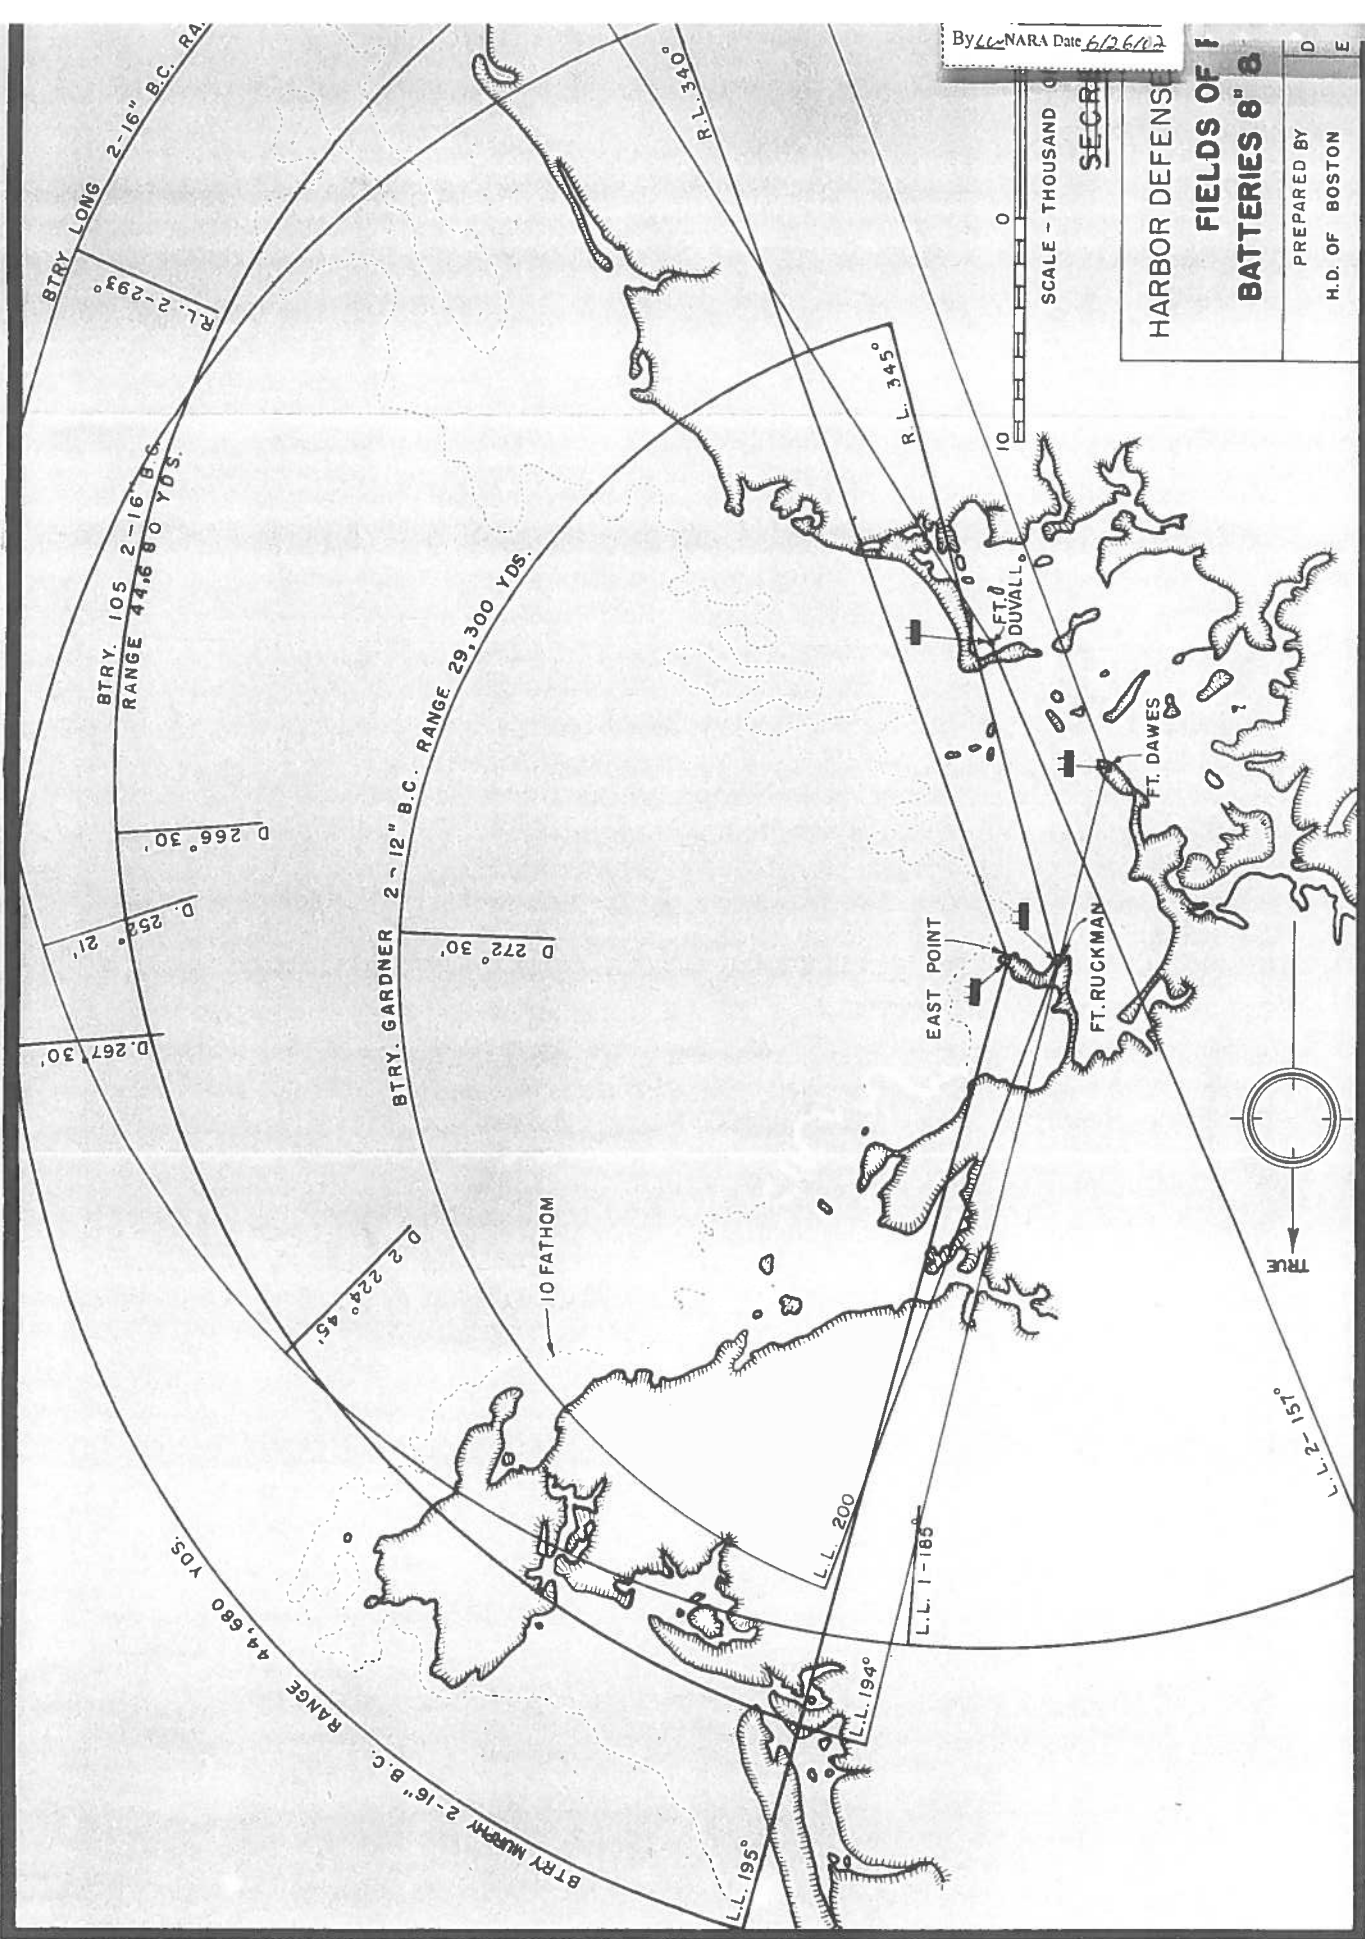 By NARA Date 6/26/02
SECRE
SCALE - THOUSAND
10 0
HARBOR DEFENSE
FIELDS OF F
BATTERIES 8" &
PREPARED BY
H.D. OF BOSTON
D
E
BTRY LONG 2-16" B.C. RA
R.L. 2-293°
R.L. 340°
R.L. 345°
BTRY. 105 2-16" B.C.
RANGE 44,680 YDS.
BTRY. GARDNER 2-12" B.C. RANGE 29,300 YDS.
D 266° 30'
D. 252° 21'
D. 267° 30'
D 272° 30'
D 2 224° 45'
10 FATHOM
FT. DUVALL
FT. DAWES
EAST POINT
FT. RUCKMAN
TRUE
BTRY MURPHY 2-16" B.C. RANGE 44,680 YDS.
L.L. 195°
L.L. 194°
L.L. 1-185°
L.L. 200
L.L. 2-157°